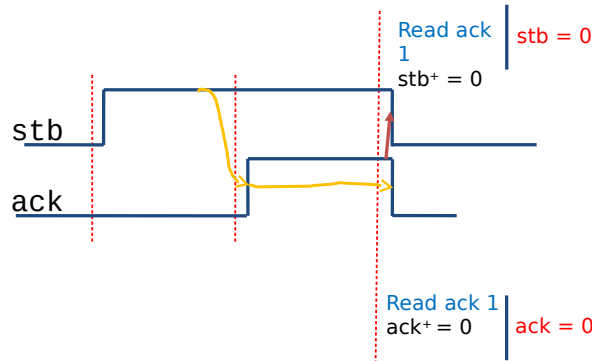 Read ack
1
stb⁺ = 0
stb = 0
stb
ack
Read ack 1
ack⁺ = 0
ack = 0